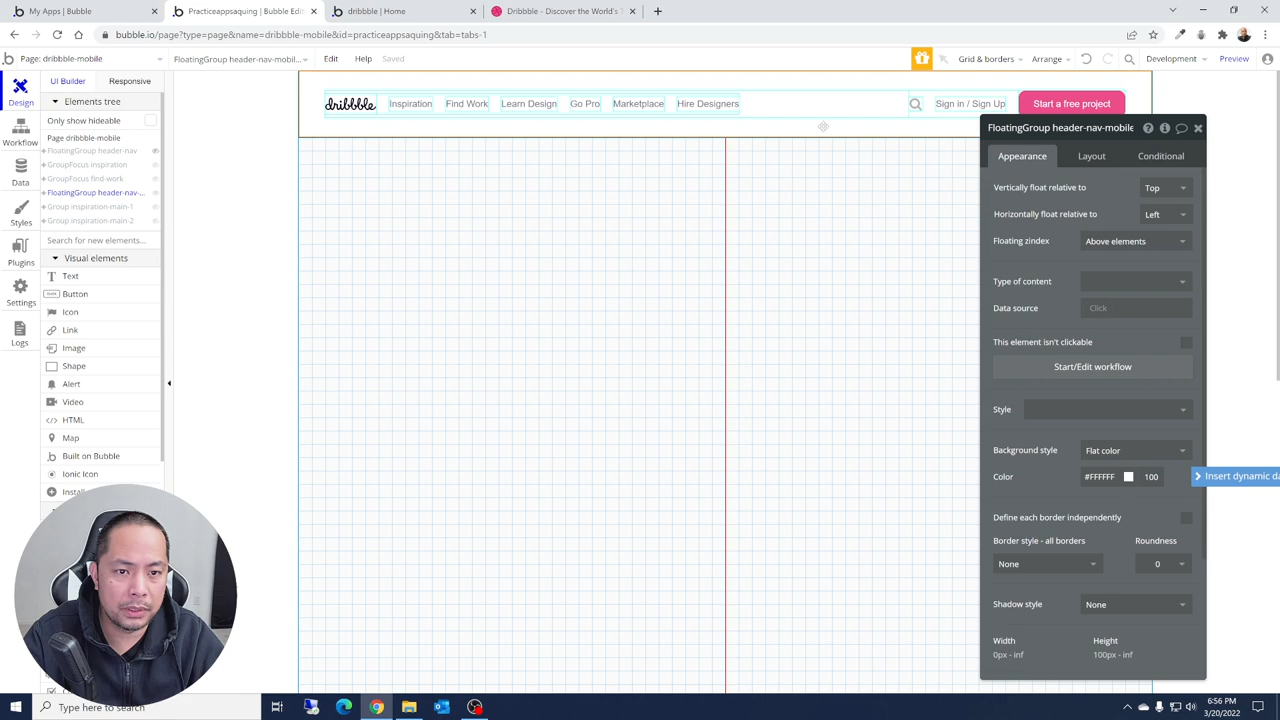 My Apps | Bubble
Practiceappsaquing | Bubble Edit
dribbble | Home
Dribbble - Discover the World's T
bubble.io/page?type=page&name=dribbble-mobile&id=practiceappsaquing&tab=tabs-1
Page: dribbble-mobile
FloatingGroup header-nav-mobil...
Edit
Help
Saved
Grid & borders
Arrange
Development
Preview
Design
Workflow
Data
Styles
Plugins
Settings
Logs
UI Builder
Responsive
Elements tree
Only show hideable
Page dribbble-mobile
FloatingGroup header-nav
GroupFocus inspiration
GroupFocus find-work
FloatingGroup header-nav-...
Group inspiration-main-1
Group inspiration-main-2
Search for new elements...
Visual elements
Text
Button
Icon
Link
Image
Shape
Alert
Video
HTML
Map
Built on Bubble
Ionic Icon
Install
dribbble
Inspiration
Find Work
Learn Design
Go Pro
Marketplace
Hire Designers
Sign in / Sign Up
Start a free project
FloatingGroup header-nav-mobile
Appearance
Layout
Conditional
Vertically float relative to
Top
Horizontally float relative to
Left
Floating zindex
Above elements
Type of content
Data source
Click
This element isn't clickable
Start/Edit workflow
Style
Background style
Flat color
Color
#FFFFFF
100
Insert dynamic da
Define each border independently
Border style - all borders
Roundness
None
0
Shadow style
None
Width
Height
0px - inf
100px - inf
Type here to search
6:56 PM
3/20/2022